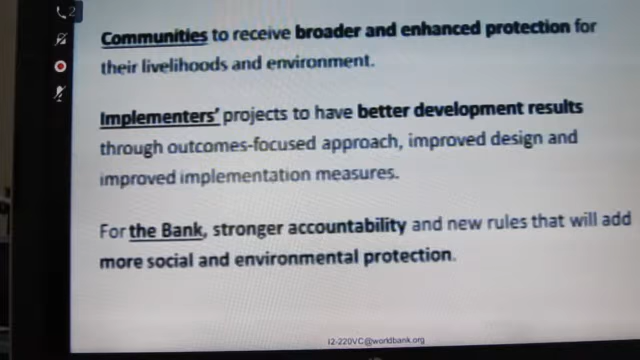 2
Communities to receive broader and enhanced protection for
their livelihoods and environment.
Implementers' projects to have better development results
through outcomes-focused approach, improved design and
improved implementation measures.
For the Bank, stronger accountability and new rules that will add
more social and environmental protection.
I2-220VC@worldbank.org